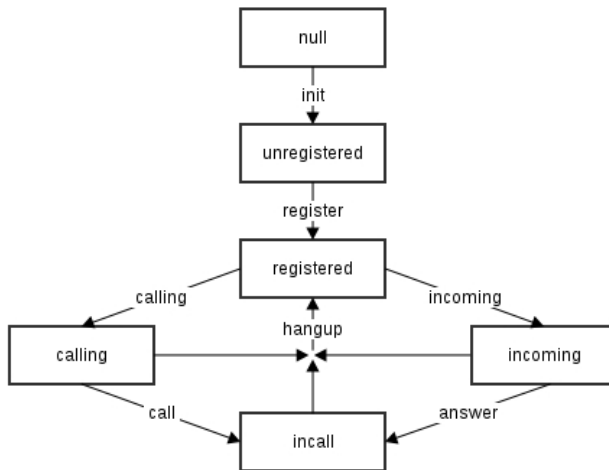 null
init
unregistered
register
registered
calling
incoming
hangup
calling
incoming
call
answer
incall